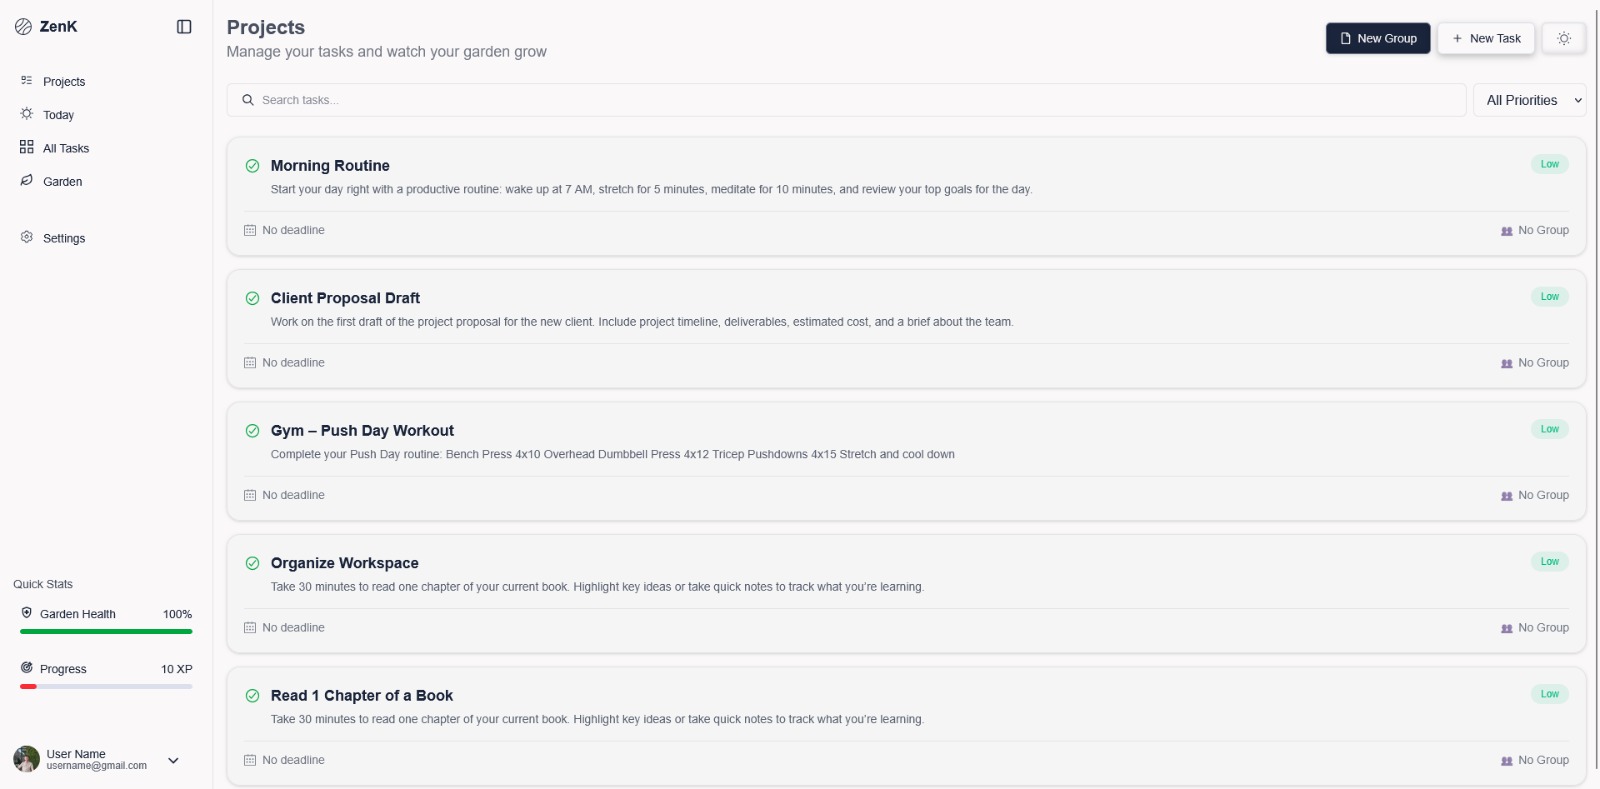 ZenK
Projects
Today
All Tasks
Garden
Settings
Quick Stats
Garden Health 100%
Progress 10 XP
User Name
username@gmail.com
Projects
Manage your tasks and watch your garden grow
New Group
+ New Task
Search tasks...
All Priorities
Morning Routine
Low
Start your day right with a productive routine: wake up at 7 AM, stretch for 5 minutes, meditate for 10 minutes, and review your top goals for the day.
No deadline
No Group
Client Proposal Draft
Low
Work on the first draft of the project proposal for the new client. Include project timeline, deliverables, estimated cost, and a brief about the team.
No deadline
No Group
Gym – Push Day Workout
Low
Complete your Push Day routine: Bench Press 4x10 Overhead Dumbbell Press 4x12 Tricep Pushdowns 4x15 Stretch and cool down
No deadline
No Group
Organize Workspace
Low
Take 30 minutes to read one chapter of your current book. Highlight key ideas or take quick notes to track what you’re learning.
No deadline
No Group
Read 1 Chapter of a Book
Low
Take 30 minutes to read one chapter of your current book. Highlight key ideas or take quick notes to track what you’re learning.
No deadline
No Group